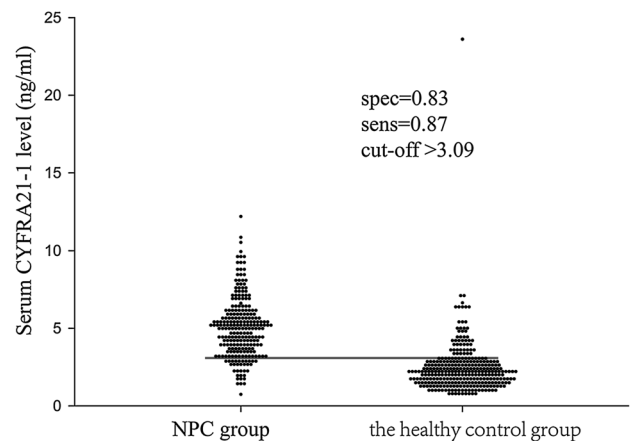 Serum CYFRA21-1 level (ng/ml)
25
20
15
10
5
0
spec=0.83
sens=0.87
cut-off >3.09
NPC group
the healthy control group